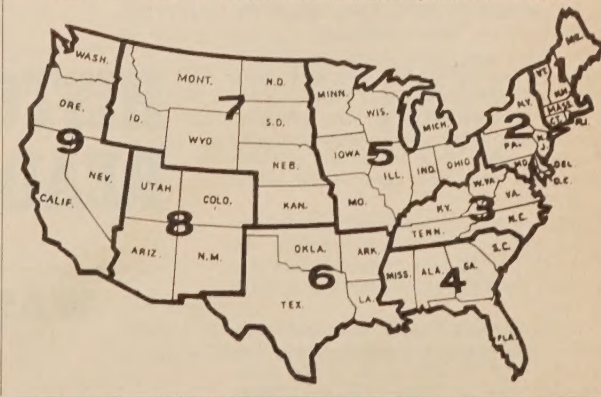 WASH.
MONT.
N.D.
MINN.
ME.
VT.
1
N.H.
ORE.
ID.
7
S.D.
WIS.
MICH.
N.Y.
MASS.
CT.
R.I.
2
WYO
9
NEB.
IOWA
5
ILL.
IND.
OHIO
PA.
N.J.
NEV.
UTAH
COLO.
KAN.
MO.
W.VA.
MD.
DEL
D.C.
CALIF.
8
KY.
3
VA.
TENN.
N.C.
ARIZ.
N.M.
OKLA.
ARK.
S.C.
6
MISS.
ALA.
4
GA.
TEX.
LA.
FLA.